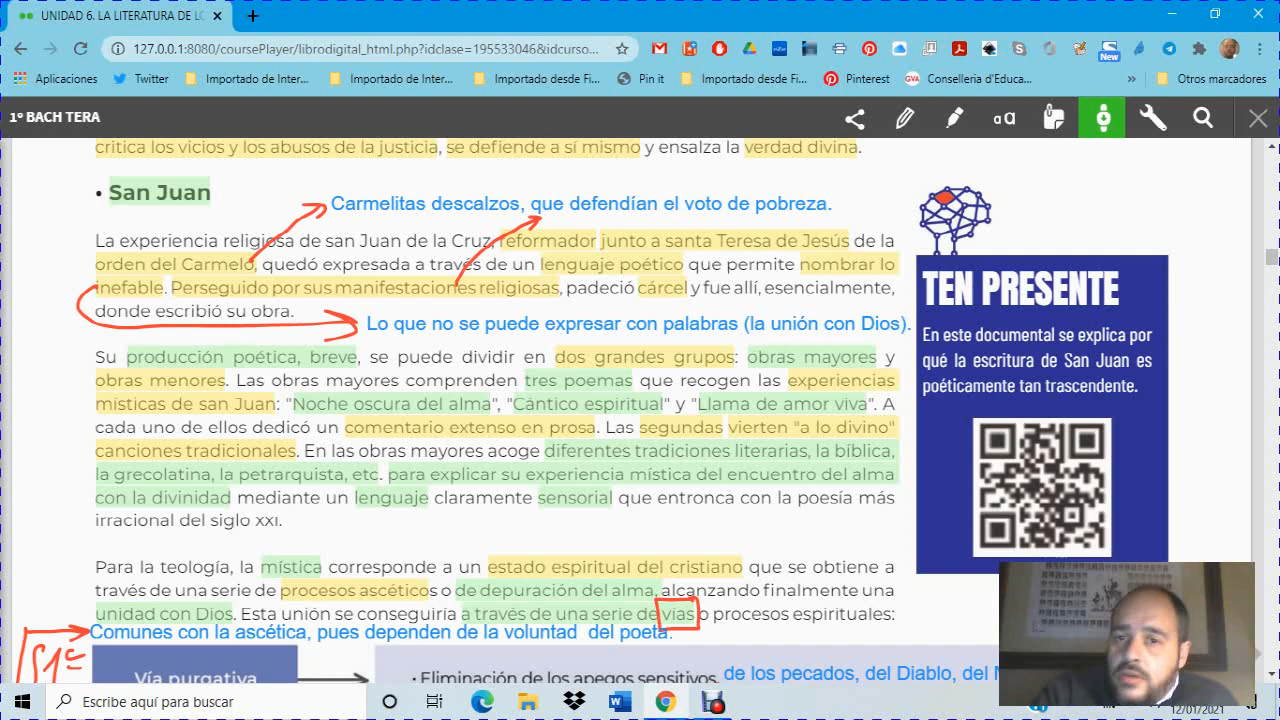 UNIDAD 6. LA LITERATURA DE LO
127.0.0.1:8080/coursePlayer/librodigital_html.php?idclase=195533046&idcurso...
New
Aplicaciones
Twitter
Importado de Inter...
Importado de Inter...
Importado desde Fi...
Pin it
Importado desde Fi...
Pinterest
GVA
Conselleria d'Educa...
»
Otros marcadores
1º BACH TERA
aa
critica los vicios y los abusos de la justicia, se defiende a sí mismo y ensalza la verdad divina.
• San Juan
Carmelitas descalzos, que defendían el voto de pobreza.
La experiencia religiosa de san Juan de la Cruz, reformador junto a santa Teresa de Jesús de la
orden del Carmelo, quedó expresada a través de un lenguaje poético que permite nombrar lo
inefable. Perseguido por sus manifestaciones religiosas, padeció cárcel y fue allí, esencialmente,
donde escribió su obra.
Lo que no se puede expresar con palabras (la unión con Dios).
Su producción poética, breve, se puede dividir en dos grandes grupos: obras mayores y
obras menores. Las obras mayores comprenden tres poemas que recogen las experiencias
místicas de san Juan: "Noche oscura del alma", "Cántico espiritual" y "Llama de amor viva". A
cada uno de ellos dedicó un comentario extenso en prosa. Las segundas vierten "a lo divino"
canciones tradicionales. En las obras mayores acoge diferentes tradiciones literarias, la bíblica,
la grecolatina, la petrarquista, etc. para explicar su experiencia mística del encuentro del alma
con la divinidad mediante un lenguaje claramente sensorial que entronca con la poesía más
irracional del siglo XXI.
Para la teología, la mística corresponde a un estado espiritual del cristiano que se obtiene a
través de una serie de procesos ascéticos o de depuración del alma, alcanzando finalmente una
unidad con Dios. Esta unión se conseguiría a través de una serie de vías o procesos espirituales:
Comunes con la ascética, pues dependen de la voluntad del poeta.
Vía purgativa
• Eliminación de los apegos sensitivos. de los pecados, del Diablo, del
TEN PRESENTE
En este documental se explica por
qué la escritura de San Juan es
poéticamente tan trascendente.
Escribe aquí para buscar
12/01/2021